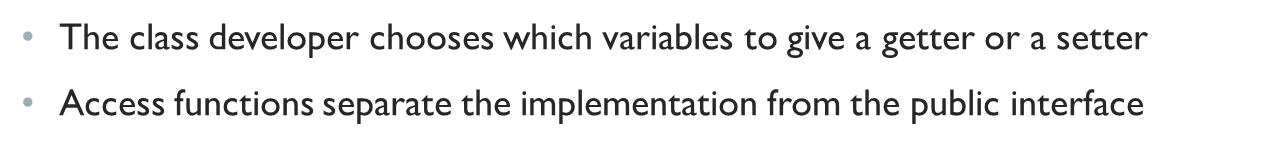 • The class developer chooses which variables to give a getter or a setter
• Access functions separate the implementation from the public interface